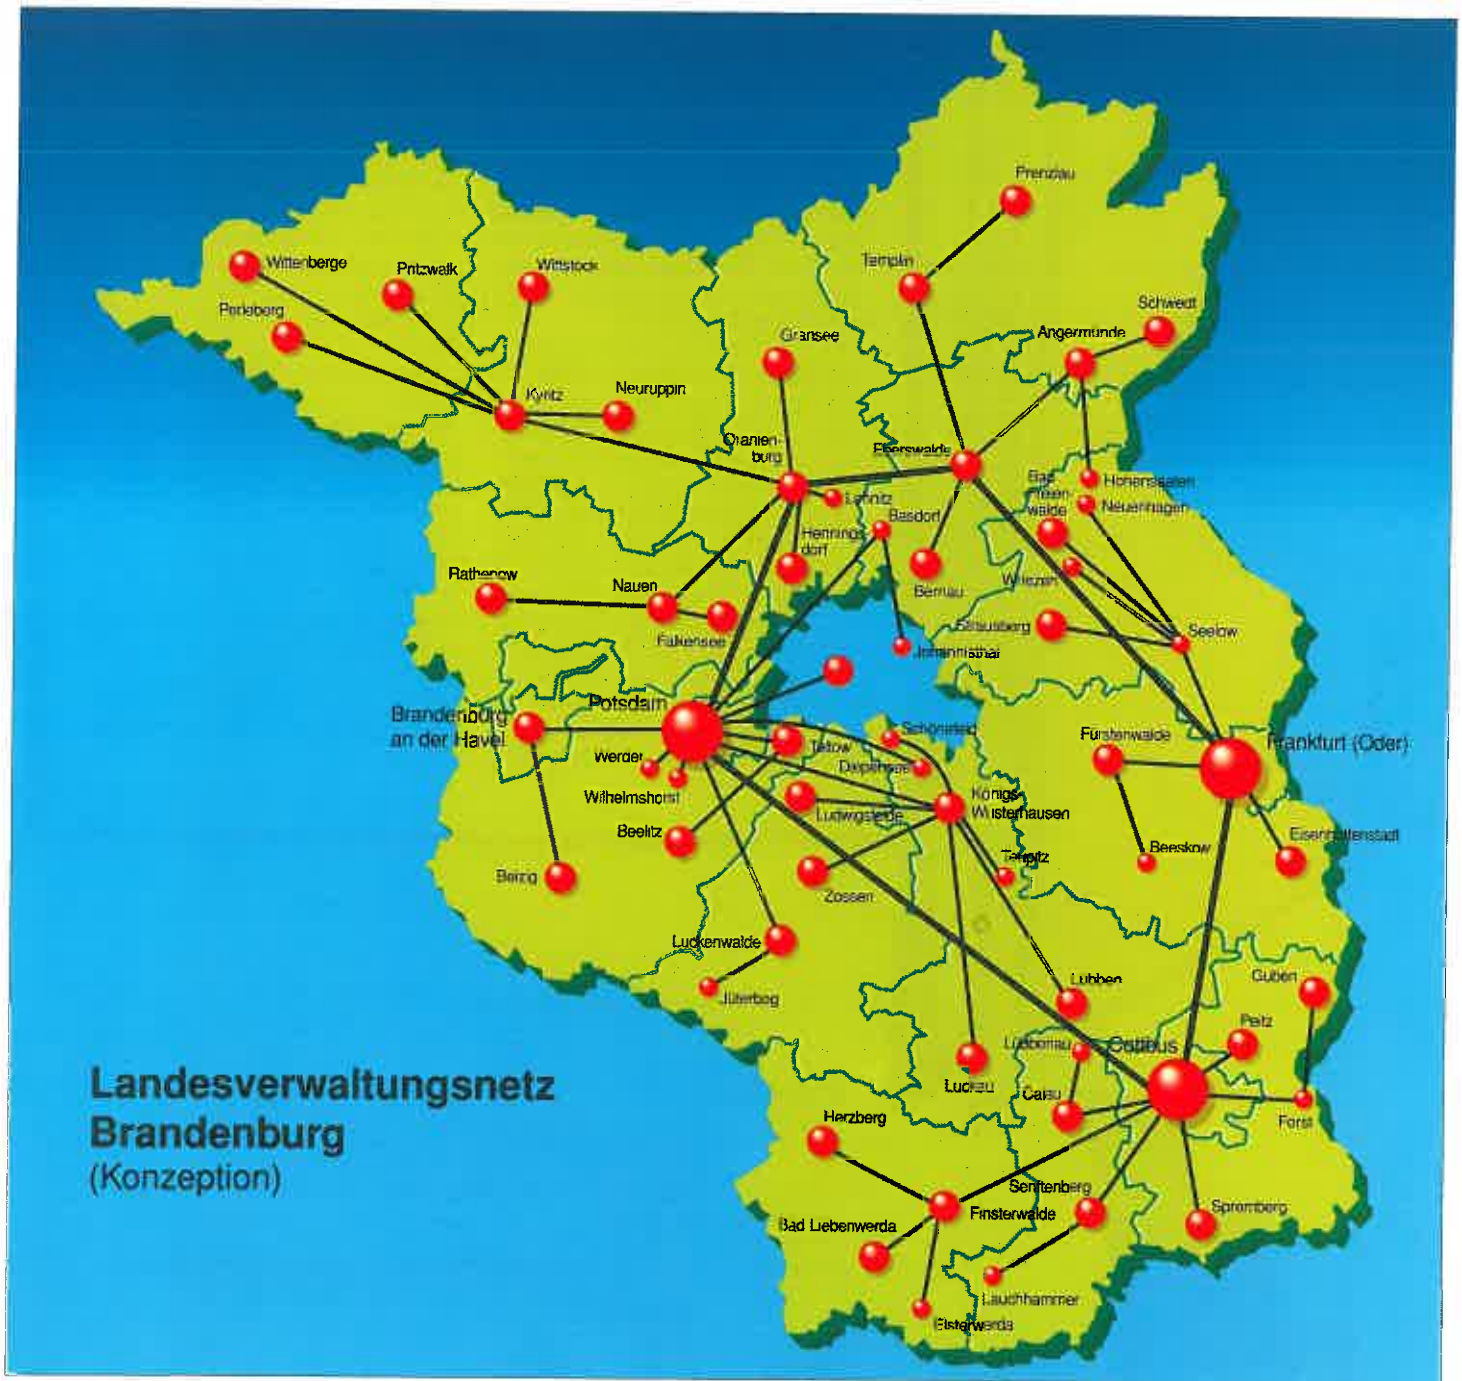 Prenzlau
Templin
Wittenberge
Pritzwalk
Wittstock
Perleberg
Schwedt
Angermünde
Gransee
Kyritz
Neuruppin
Oranien-
burg
Eberswalde
Bad
Freien-
walde
Hohensaaten
Neuenhagen
Lehnitz
Basdorf
Hennings-
dorf
Rathenow
Nauen
Bernau
Wriezen
Falkensee
Strausberg
Seelow
Johannisthal
Potsdam
Brandenburg
an der Havel
Werder
Teltow
Schönefeld
Diepensee
Fürstenwalde
Frankfurt (Oder)
Wilhelmshorst
Ludwigsfelde
Königs-
Wusterhausen
Beelitz
Eisenhüttenstadt
Beeskow
Teupitz
Belzig
Zossen
Luckenwalde
Jüterbog
Lübben
Guben
Peitz
Lübbenau
Cottbus
Luckau
Calau
Forst
Landesverwaltungsnetz
Brandenburg
(Konzeption)
Herzberg
Senftenberg
Finsterwalde
Spremberg
Bad Liebenwerda
Lauchhammer
Elsterwerda